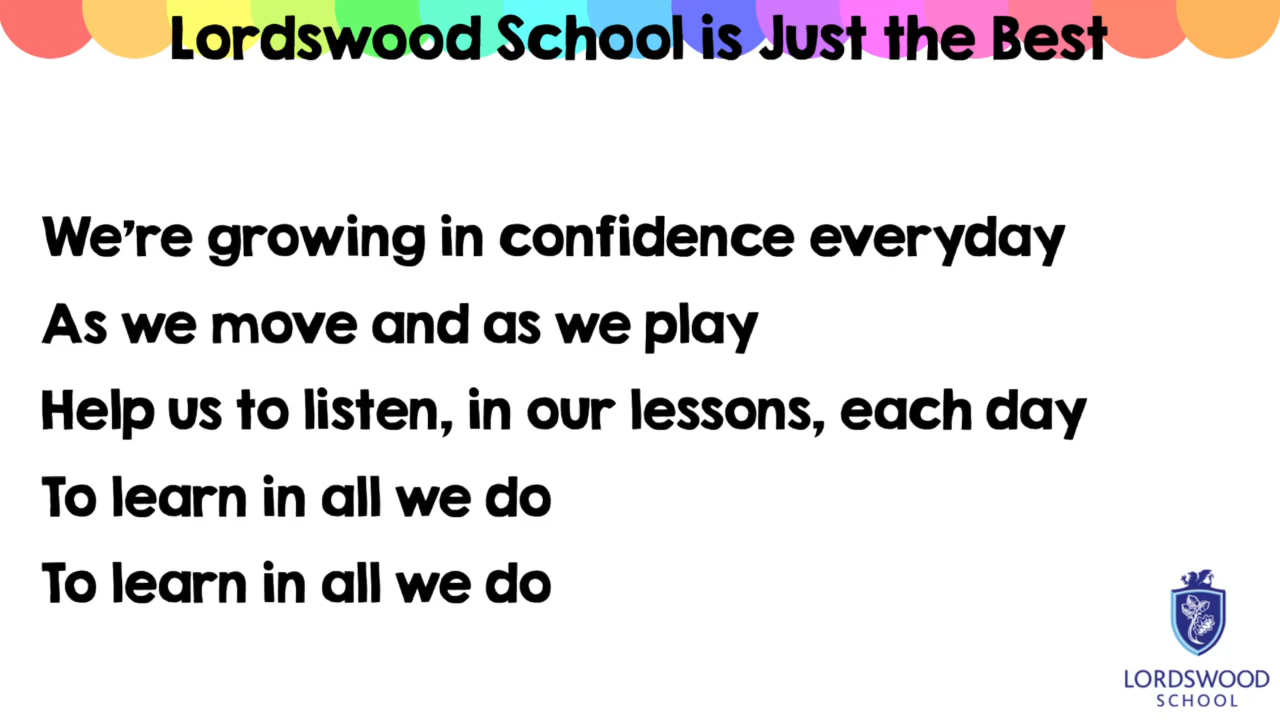 Lordswood School is Just the Best
We're growing in confidence everyday
As we move and as we play
Help us to listen, in our lessons, each day
To learn in all we do
To learn in all we do
LORDSWOOD
SCHOOL